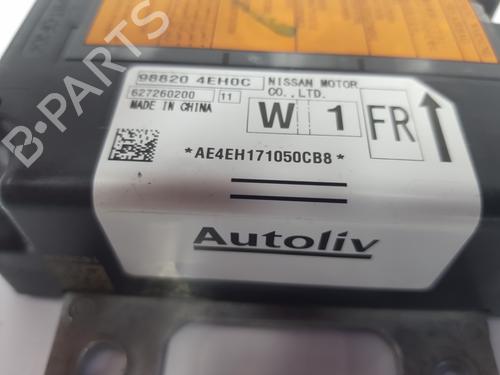 98820 4EH0C NISSAN MOTOR CO.,LTD.
627260200 11
MADE IN CHINA
W 1 FR
*AE4EH171050CB8*
Autoliv
B-PARTS